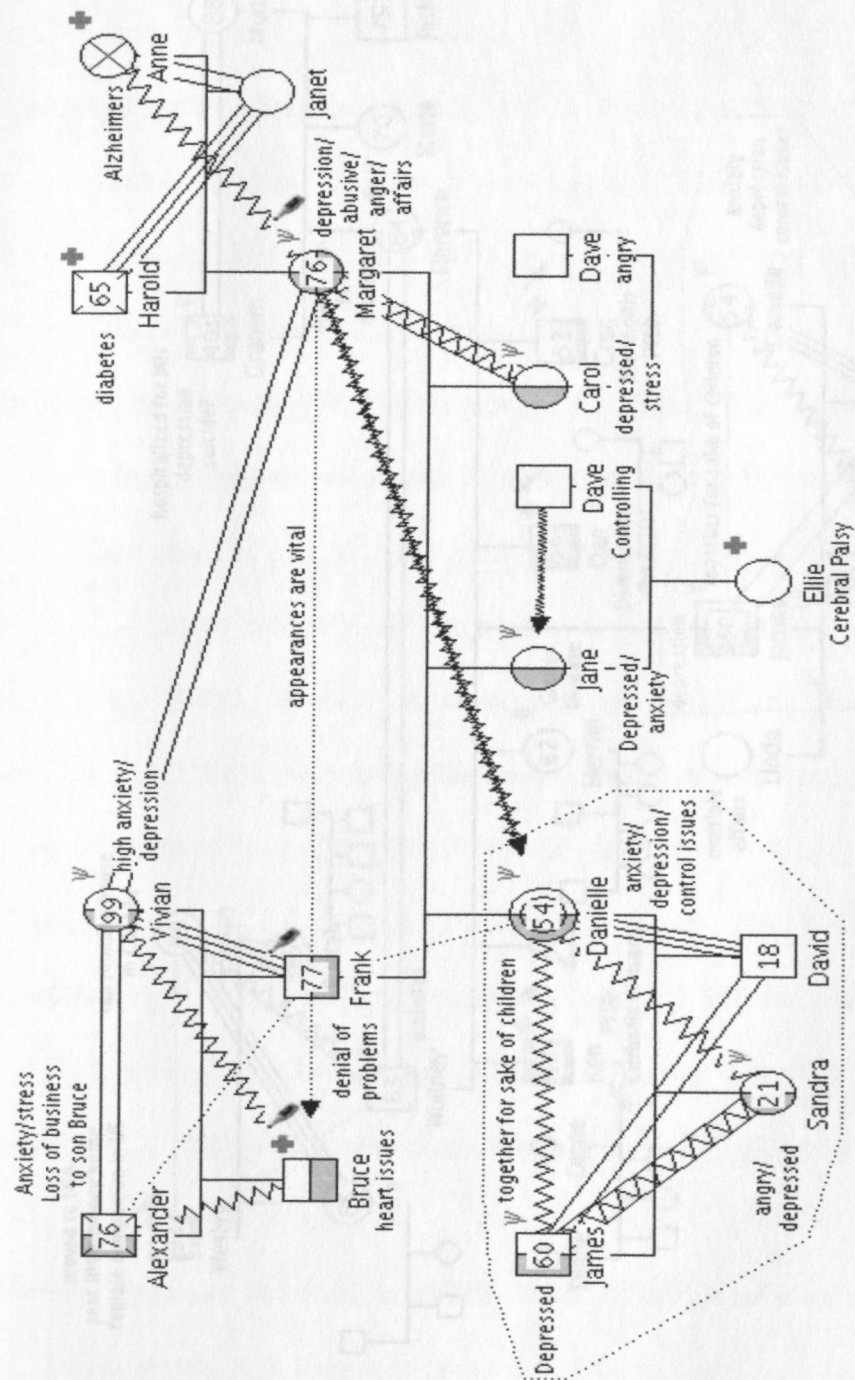 Anxiety/stress
Loss of business
to son Bruce
76
Alexander
99
Vivian
high anxiety/
depression
diabetes
65
Harold
Alzheimers
Anne
Janet
Bruce
heart issues
denial of
problems
77
Frank
appearances are vital
76
Margaret
depression/
abusive/
anger/
affairs
Depressed
60
James
together for sake of children
(54)
Danielle
anxiety/
depression/
control issues
Jane
Depressed/
anxiety
Dave
Controlling
Carol
depressed/
stress
Dave
angry
angry/
depressed
21
Sandra
18
David
Ellie
Cerebral Palsy